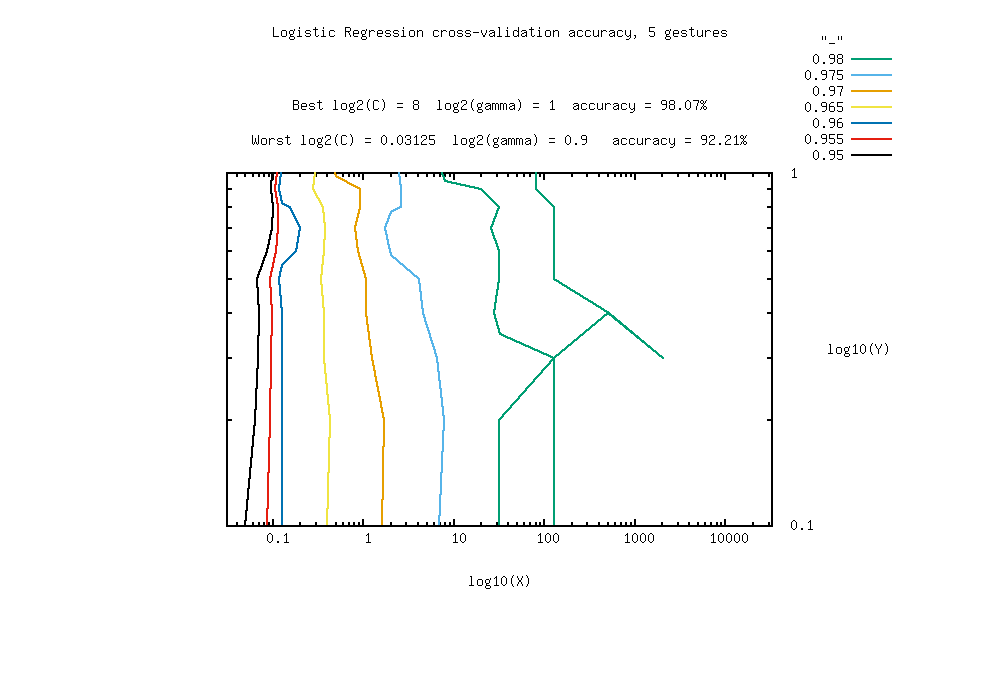 Logistic Regression cross-validation accuracy, 5 gestures
"_"
0.98
0.975
0.97
0.965
0.96
0.955
0.95
Best log2(C) = 8  log2(gamma) = 1  accuracy = 98.07%
Worst log2(C) = 0.03125  log2(gamma) = 0.9   accuracy = 92.21%
1
log10(Y)
0.1
0.1 1 10 100 1000 10000
log10(X)